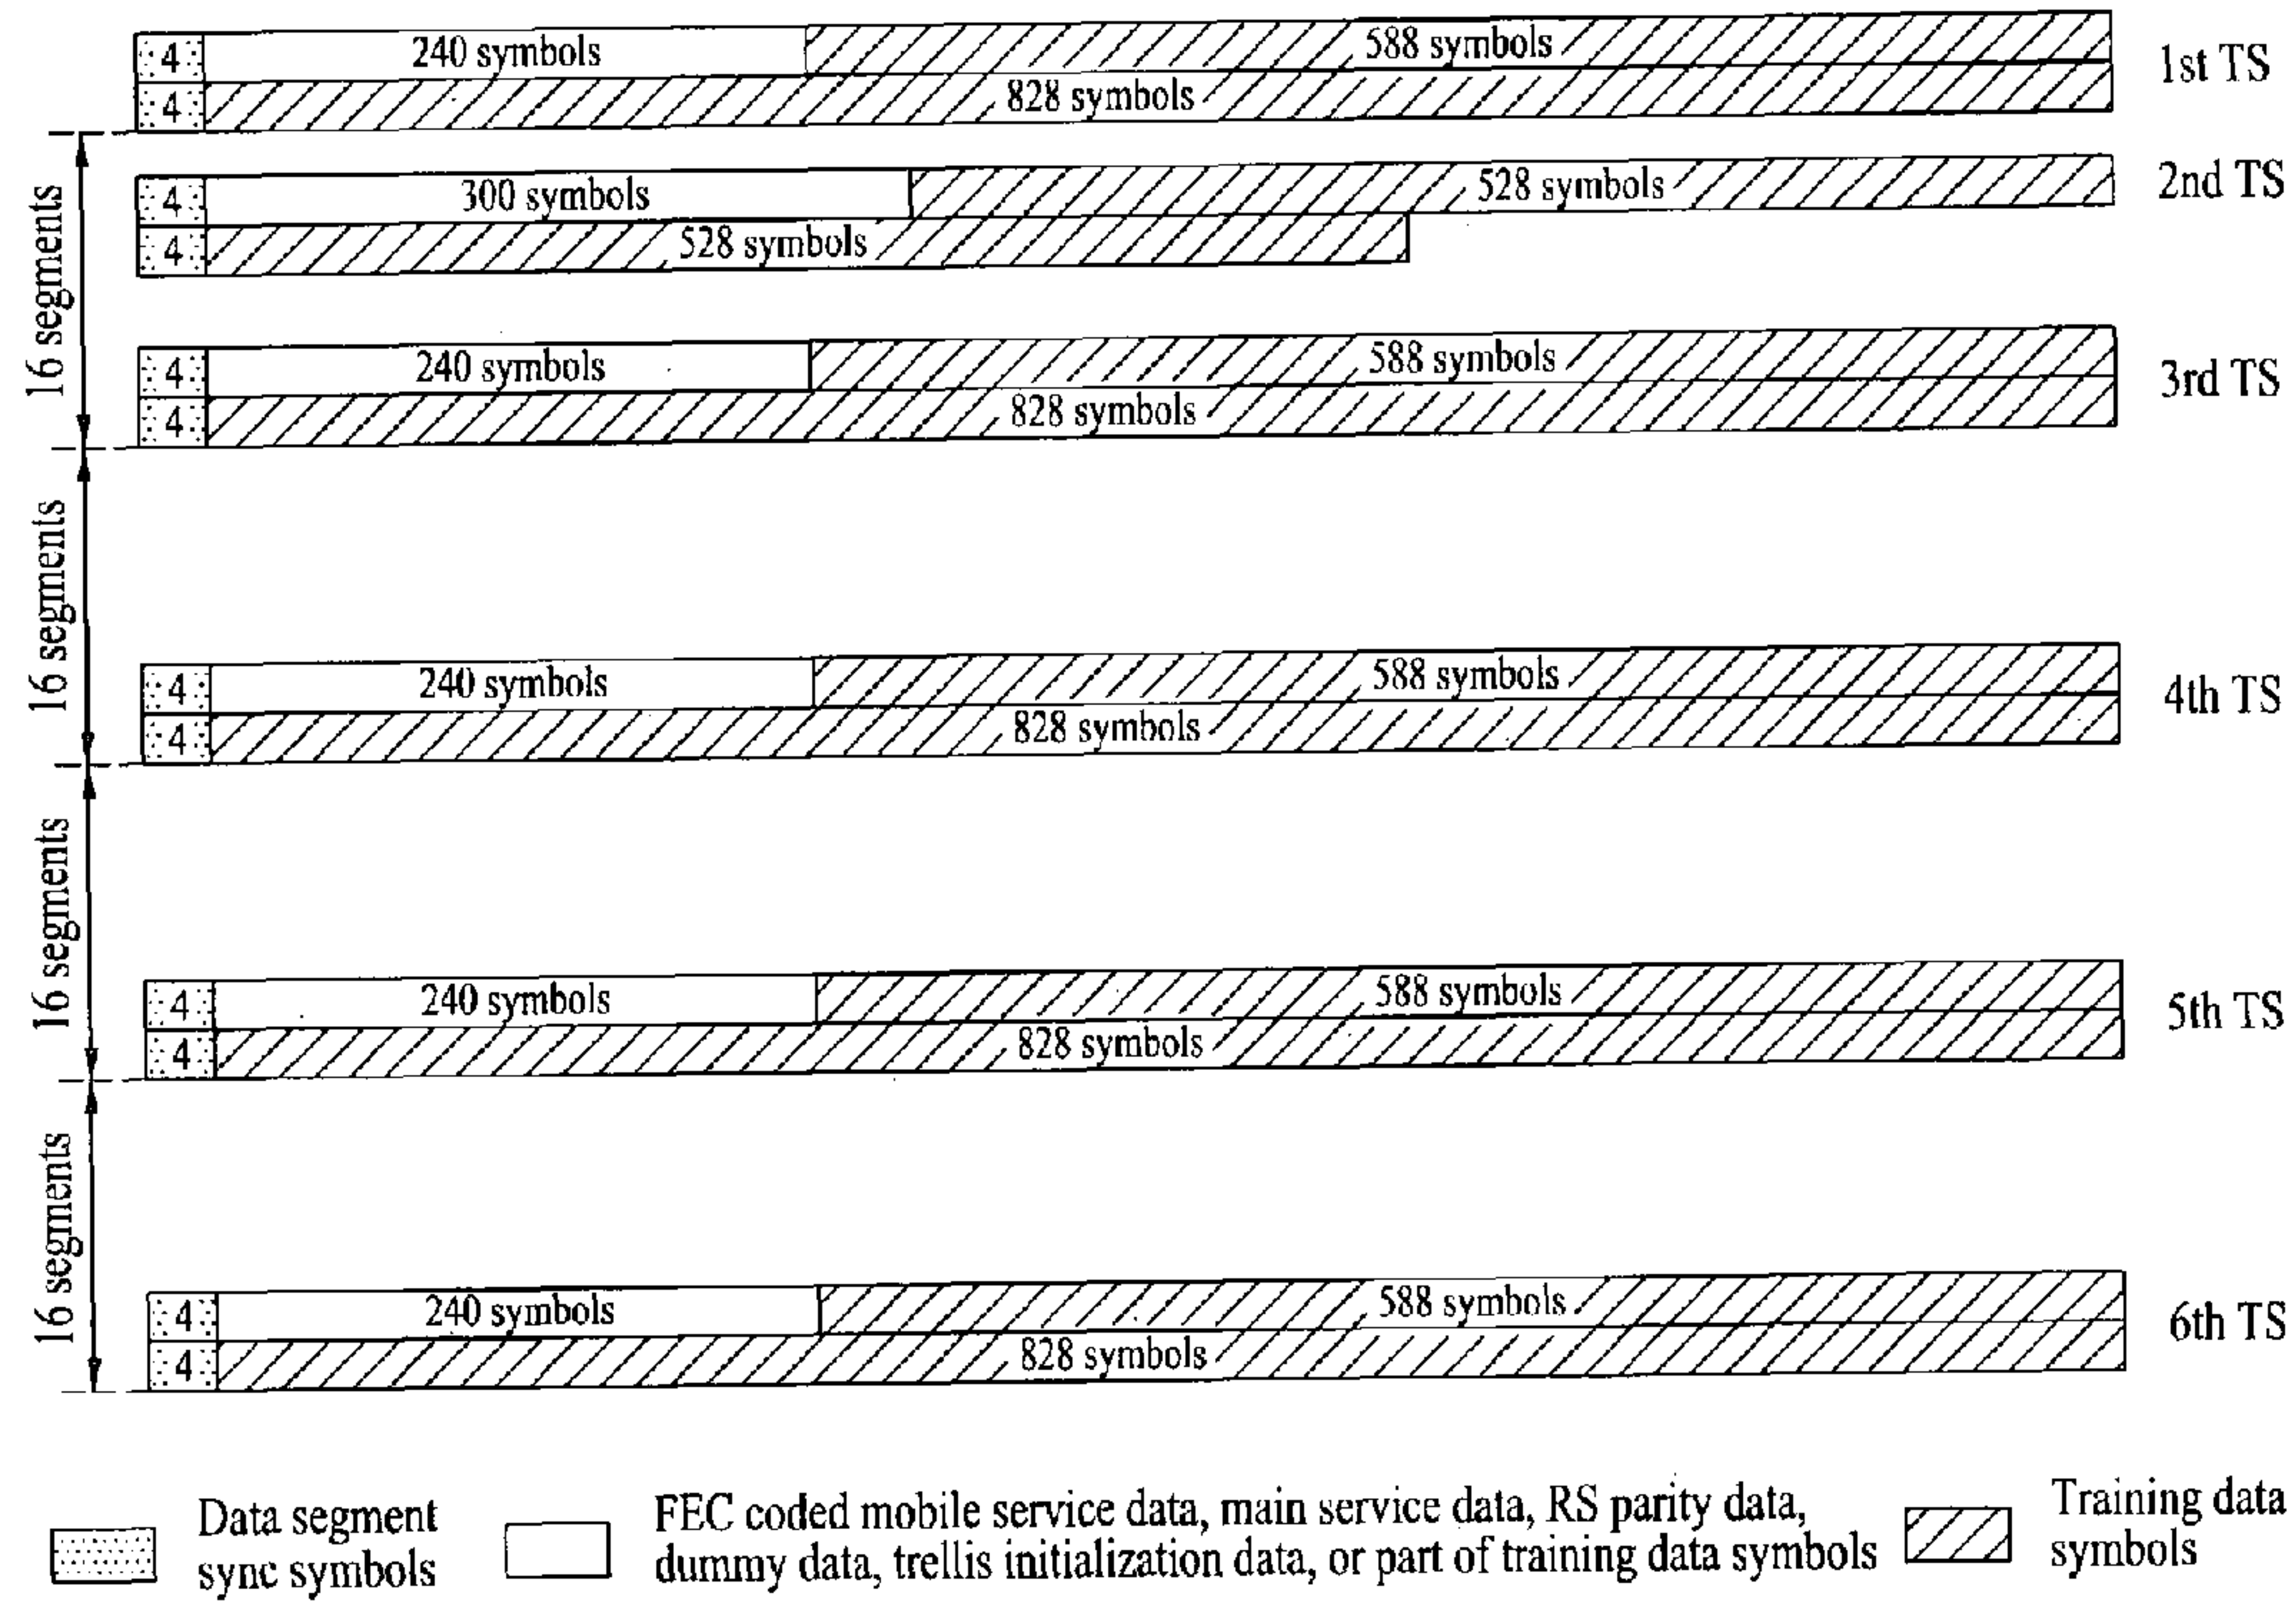 4 240 symbols 588 symbols 1st TS
4 828 symbols
4 300 symbols 528 symbols 2nd TS
4 528 symbols
16 segments
4 240 symbols 588 symbols 3rd TS
4 828 symbols
16 segments
4 240 symbols 588 symbols 4th TS
4 828 symbols
16 segments
4 240 symbols 588 symbols 5th TS
4 828 symbols
16 segments
4 240 symbols 588 symbols 6th TS
4 828 symbols
Data segment
sync symbols
FEC coded mobile service data, main service data, RS parity data,
dummy data, trellis initialization data, or part of training data symbols
Training data
symbols